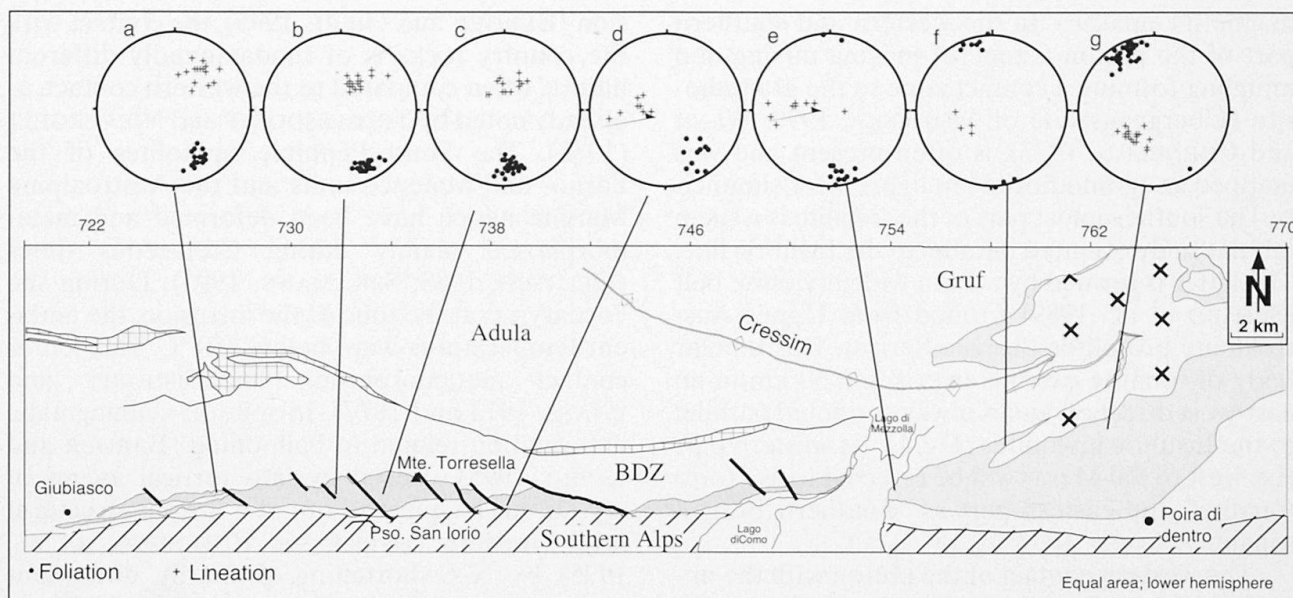 a b c d e f g
722 730 738 746 754 762 770
N
2 km
Adula
Cressim
Gruf
Lago di
Mezzolla
Mte. Torresella
BDZ
Giubiasco
Pso. San Iorio
Southern Alps
Lago
diComo
Poira di
dentro
• Foliation + Lineation
Equal area; lower hemisphere